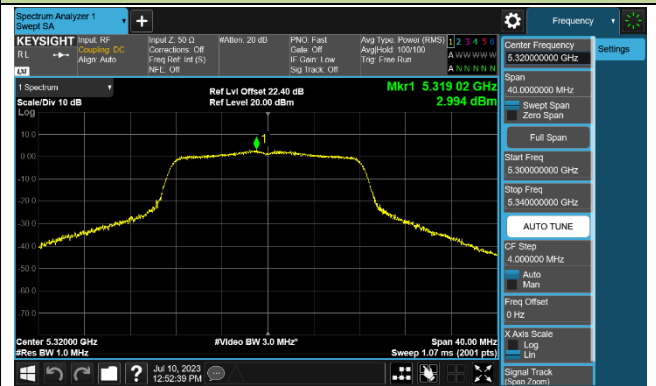 Spectrum Analyzer 1
Swept SA
Frequency
KEYSIGHT
RL
LXI
Input: RF
Coupling: DC
Align: Auto
Input Z: 50 Ω
Corrections: Off
Freq Ref: Int (S)
NFE: Off
#Atten: 20 dB
PNO: Fast
Gate: Off
IF Gain: Low
Sig Track: Off
Avg Type: Power (RMS)
Avg|Hold: 100/100
Trig: Free Run
1 2 3 4 5 6
A W W W W W
A N N N N N
1 Spectrum
Scale/Div 10 dB
Log
Ref Lvl Offset 22.40 dB
Ref Level 20.00 dBm
Mkr1 5.319 02 GHz
2.994 dBm
1
10.0
0.00
-10.0
-20.0
-30.0
-40.0
-50.0
-60.0
-70.0
Center 5.32000 GHz
#Res BW 1.0 MHz
#Video BW 3.0 MHz*
Span 40.00 MHz
Sweep 1.07 ms (2001 pts)
Jul 10, 2023
12:52:39 PM
Center Frequency
5.320000000 GHz
Settings
Span
40.0000000 MHz
Swept Span
Zero Span
Full Span
Start Freq
5.300000000 GHz
Stop Freq
5.340000000 GHz
AUTO TUNE
CF Step
4.000000 MHz
Auto
Man
Freq Offset
0 Hz
X Axis Scale
Log
Lin
Signal Track
(Span Zoom)